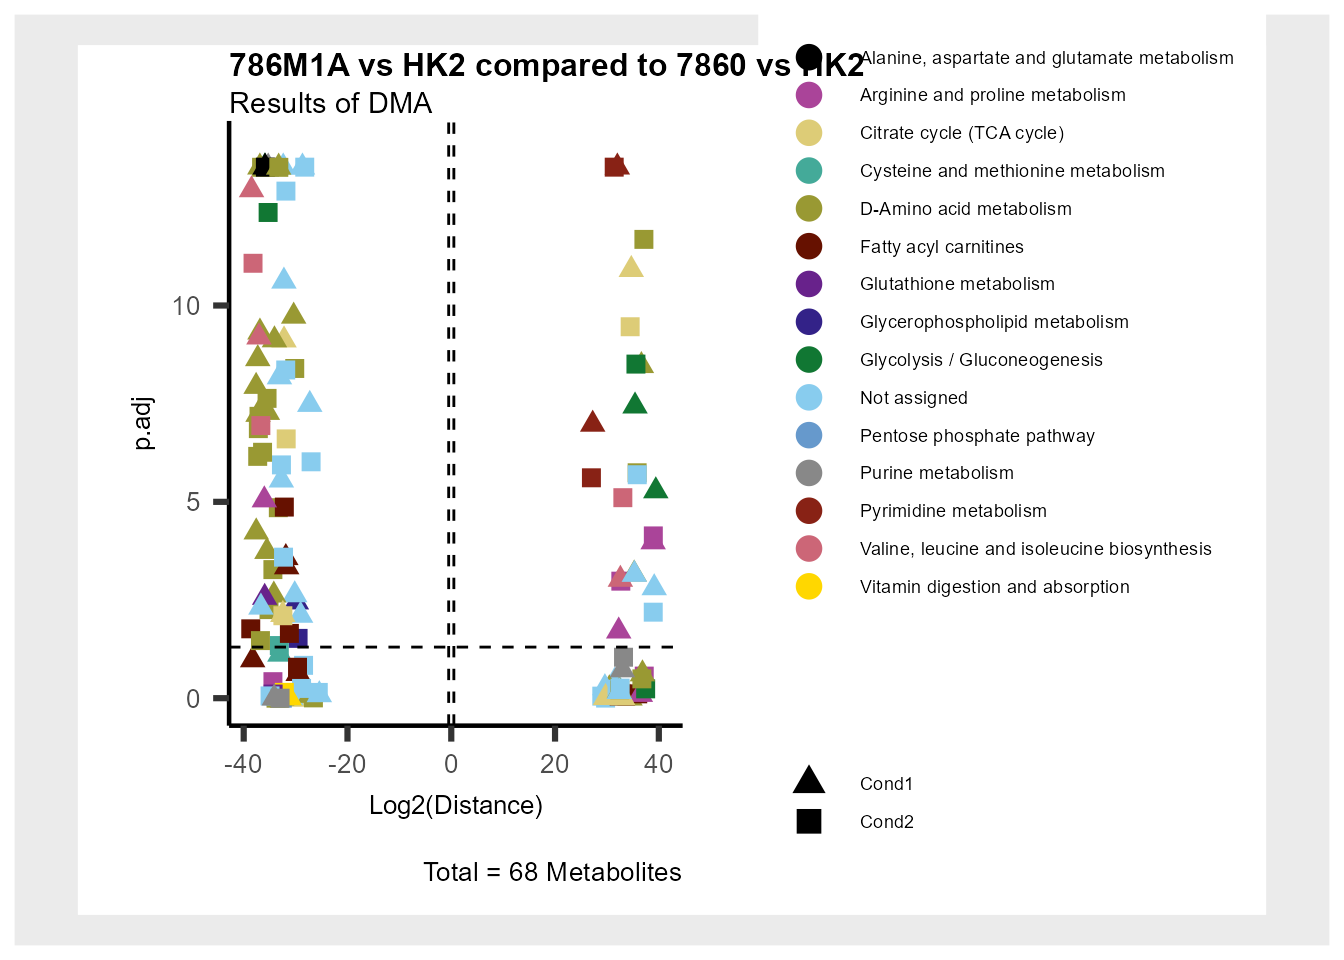 786M1A vs HK2 compared to 7860 vs HK2
Results of DMA
p.adj
10
5
0
-40
-20
0
20
40
Log2(Distance)
Total = 68 Metabolites
Alanine, aspartate and glutamate metabolism
Arginine and proline metabolism
Citrate cycle (TCA cycle)
Cysteine and methionine metabolism
D-Amino acid metabolism
Fatty acyl carnitines
Glutathione metabolism
Glycerophospholipid metabolism
Glycolysis / Gluconeogenesis
Not assigned
Pentose phosphate pathway
Purine metabolism
Pyrimidine metabolism
Valine, leucine and isoleucine biosynthesis
Vitamin digestion and absorption
Cond1
Cond2